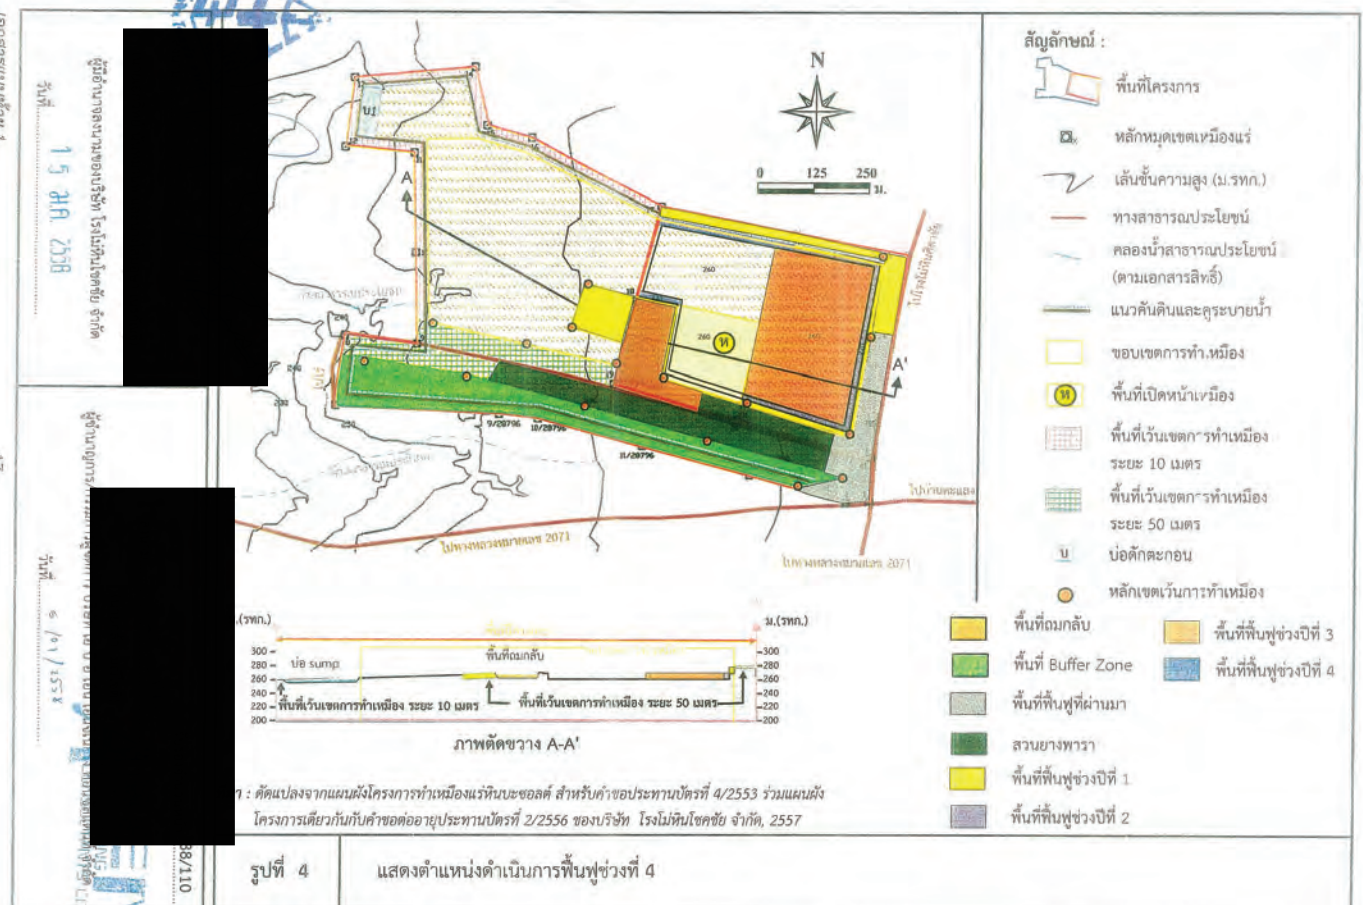 สัญลักษณ์ :
พื้นที่โครงการ
หลักหมุดเขตเหมืองแร่
เส้นชั้นความสูง (ม.รทก.)
ทางสาธารณประโยชน์
คลองน้ำสาธารณประโยชน์
(ตามเอกสารสิทธิ์)
แนวคันดินและคูระบายน้ำ
ขอบเขตการทำเหมือง
ห
พื้นที่เปิดหน้าเหมือง
พื้นที่เว้นเขตการทำเหมือง
ระยะ 10 เมตร
พื้นที่เว้นเขตการทำเหมือง
ระยะ 50 เมตร
น
บ่อดักตะกอน
หลักเขตเว้นการทำเหมือง
พื้นที่ถมกลับ
พื้นที่ Buffer Zone
พื้นที่ฟื้นฟูที่ผ่านมา
สวนยางพารา
พื้นที่ฟื้นฟูช่วงปีที่ 1
พื้นที่ฟื้นฟูช่วงปีที่ 2
พื้นที่ฟื้นฟูช่วงปีที่ 3
พื้นที่ฟื้นฟูช่วงปีที่ 4
N
0 125 250
ม.
A
A'
260
260
ห
9/20796 10/20796
11/20796
ไปทางหลวงหมายเลข 2071
ไปทางหลวงหมายเลข 2071
ผู้มีอำนาจลงนามของบริษัท โรงโม่หินโชคชัย จำกัด
วันที่
15 มค 2558
วันที่
.(รทก.)
ม.(รทก.)
300
280
260
240
220
200
300
280
260
240
220
200
บ่อ sump
พื้นที่ถมกลับ
พื้นที่เว้นเขตการทำเหมือง ระยะ 10 เมตร
พื้นที่เว้นเขตการทำเหมือง ระยะ 50 เมตร
ภาพตัดขวาง A-A'
: ดัดแปลงจากแผนผังโครงการทำเหมืองแร่หินบะซอลต์ สำหรับคำขอประทานบัตรที่ 4/2553 ร่วมแผนผัง
โครงการเดียวกันกับคำขอต่ออายุประทานบัตรที่ 2/2556 ของบริษัท โรงโม่หินโชคชัย จำกัด, 2557
38/110
รูปที่ 4
แสดงตำแหน่งดำเนินการฟื้นฟูช่วงที่ 4